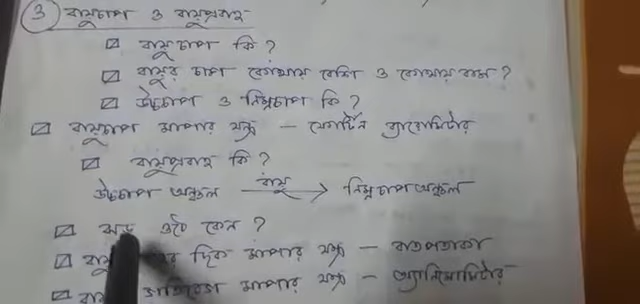 ৩ বায়ুচাপ ও বায়ুপ্রবাহ
বায়ুচাপ কি ?
বায়ুর চাপ কোথায় বেশি ও কোথায় কম ?
উচ্চচাপ ও নিম্নচাপ কি ?
বায়ুচাপ মাপার যন্ত্র — ফোর্টিন ব্যারোমিটার
বায়ুপ্রবাহ কি ?
উচ্চচাপ অঞ্চল বায়ু → নিম্নচাপ অঞ্চল
ঝড় ওঠে কেন ?
দিক মাপার যন্ত্র — বাতপতাকা
মাপার যন্ত্র — অ্যানিমোমিটার